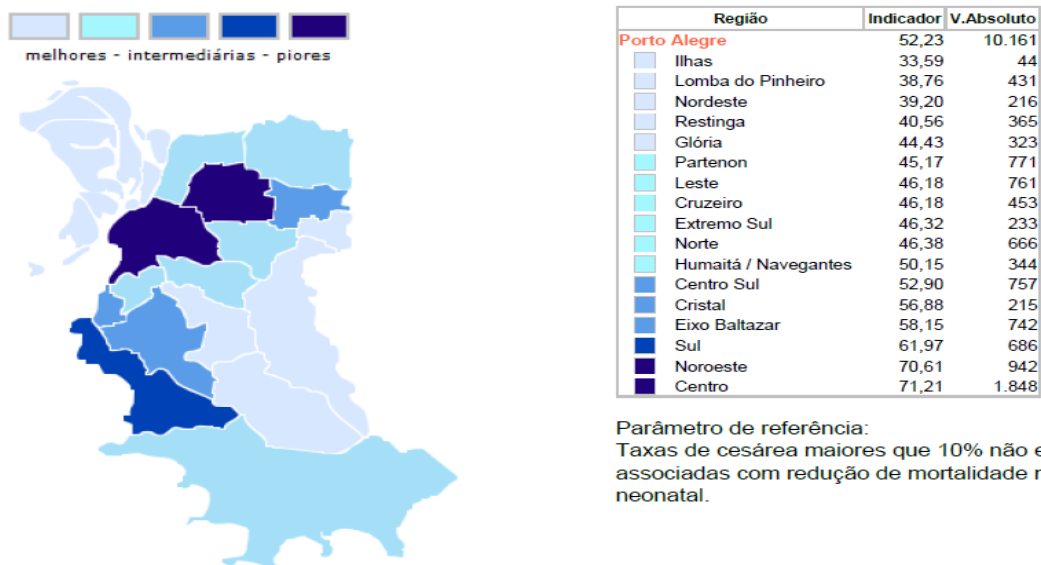 melhores - intermediárias - piores
Região Indicador V.Absoluto
Porto Alegre 52,23 10.161
Ilhas 33,59 44
Lomba do Pinheiro 38,76 431
Nordeste 39,20 216
Restinga 40,56 365
Glória 44,43 323
Partenon 45,17 771
Leste 46,18 761
Cruzeiro 46,18 453
Extremo Sul 46,32 233
Norte 46,38 666
Humaitá / Navegantes 50,15 344
Centro Sul 52,90 757
Cristal 56,88 215
Eixo Baltazar 58,15 742
Sul 61,97 686
Noroeste 70,61 942
Centro 71,21 1.848
Parâmetro de referência:
Taxas de cesárea maiores que 10% não
associadas com redução de mortalidade
neonatal.